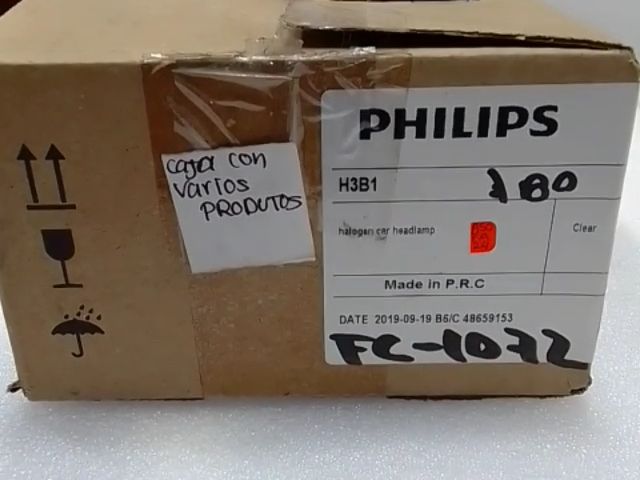 caja con
varios
PRODUTOS
PHILIPS
H3B1
180
halogen car headlamp
Clear
Made in P.R.C
DATE 2019-09-19 B6/C 48659153
FC-1072